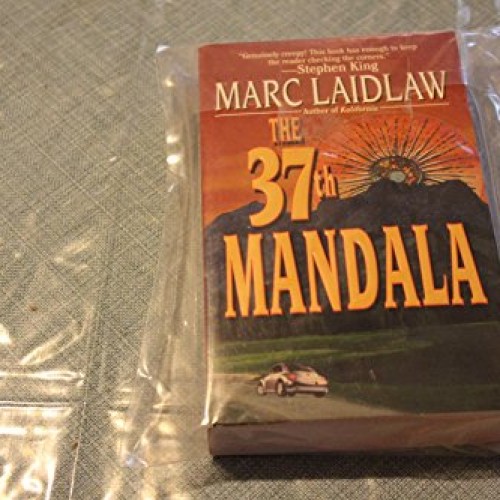 "Genuinely creepy! This book has enough to keep
the reader checking the corners."
—Stephen King
MARC LAIDLAW
Author of Kalifornia
THE
37th
MANDALA